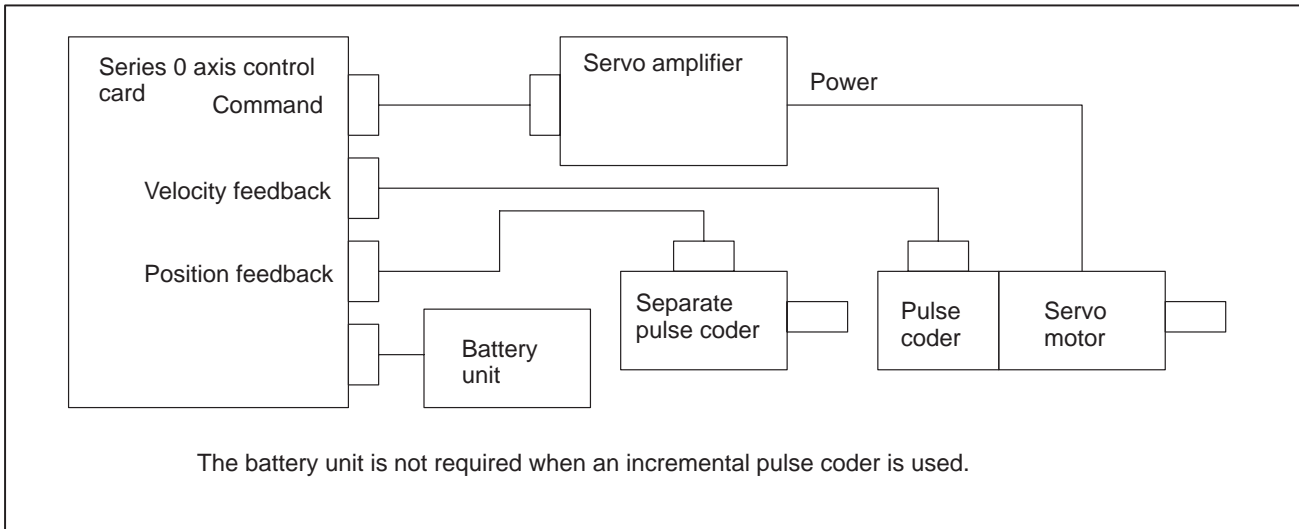 Series 0 axis control
card
Command
Servo amplifier
Power
Velocity feedback
Position feedback
Separate
pulse coder
Pulse
coder
Servo
motor
Battery
unit
The battery unit is not required when an incremental pulse coder is used.